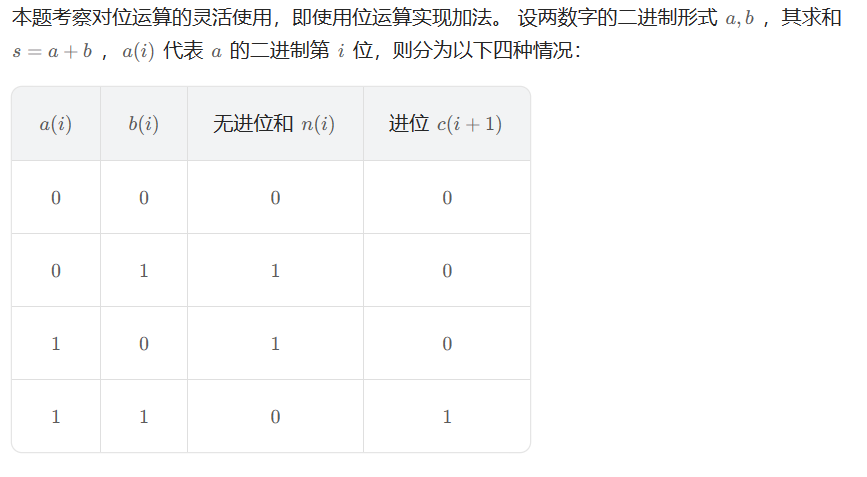 本题考察对位运算的灵活使用，即使用位运算实现加法。 设两数字的二进制形式 a, b ，其求和
s = a + b ， a(i) 代表 a 的二进制第 i 位，则分为以下四种情况：
a(i) b(i) 无进位和 n(i) 进位 c(i + 1)
0 0 0 0
0 1 1 0
1 0 1 0
1 1 0 1